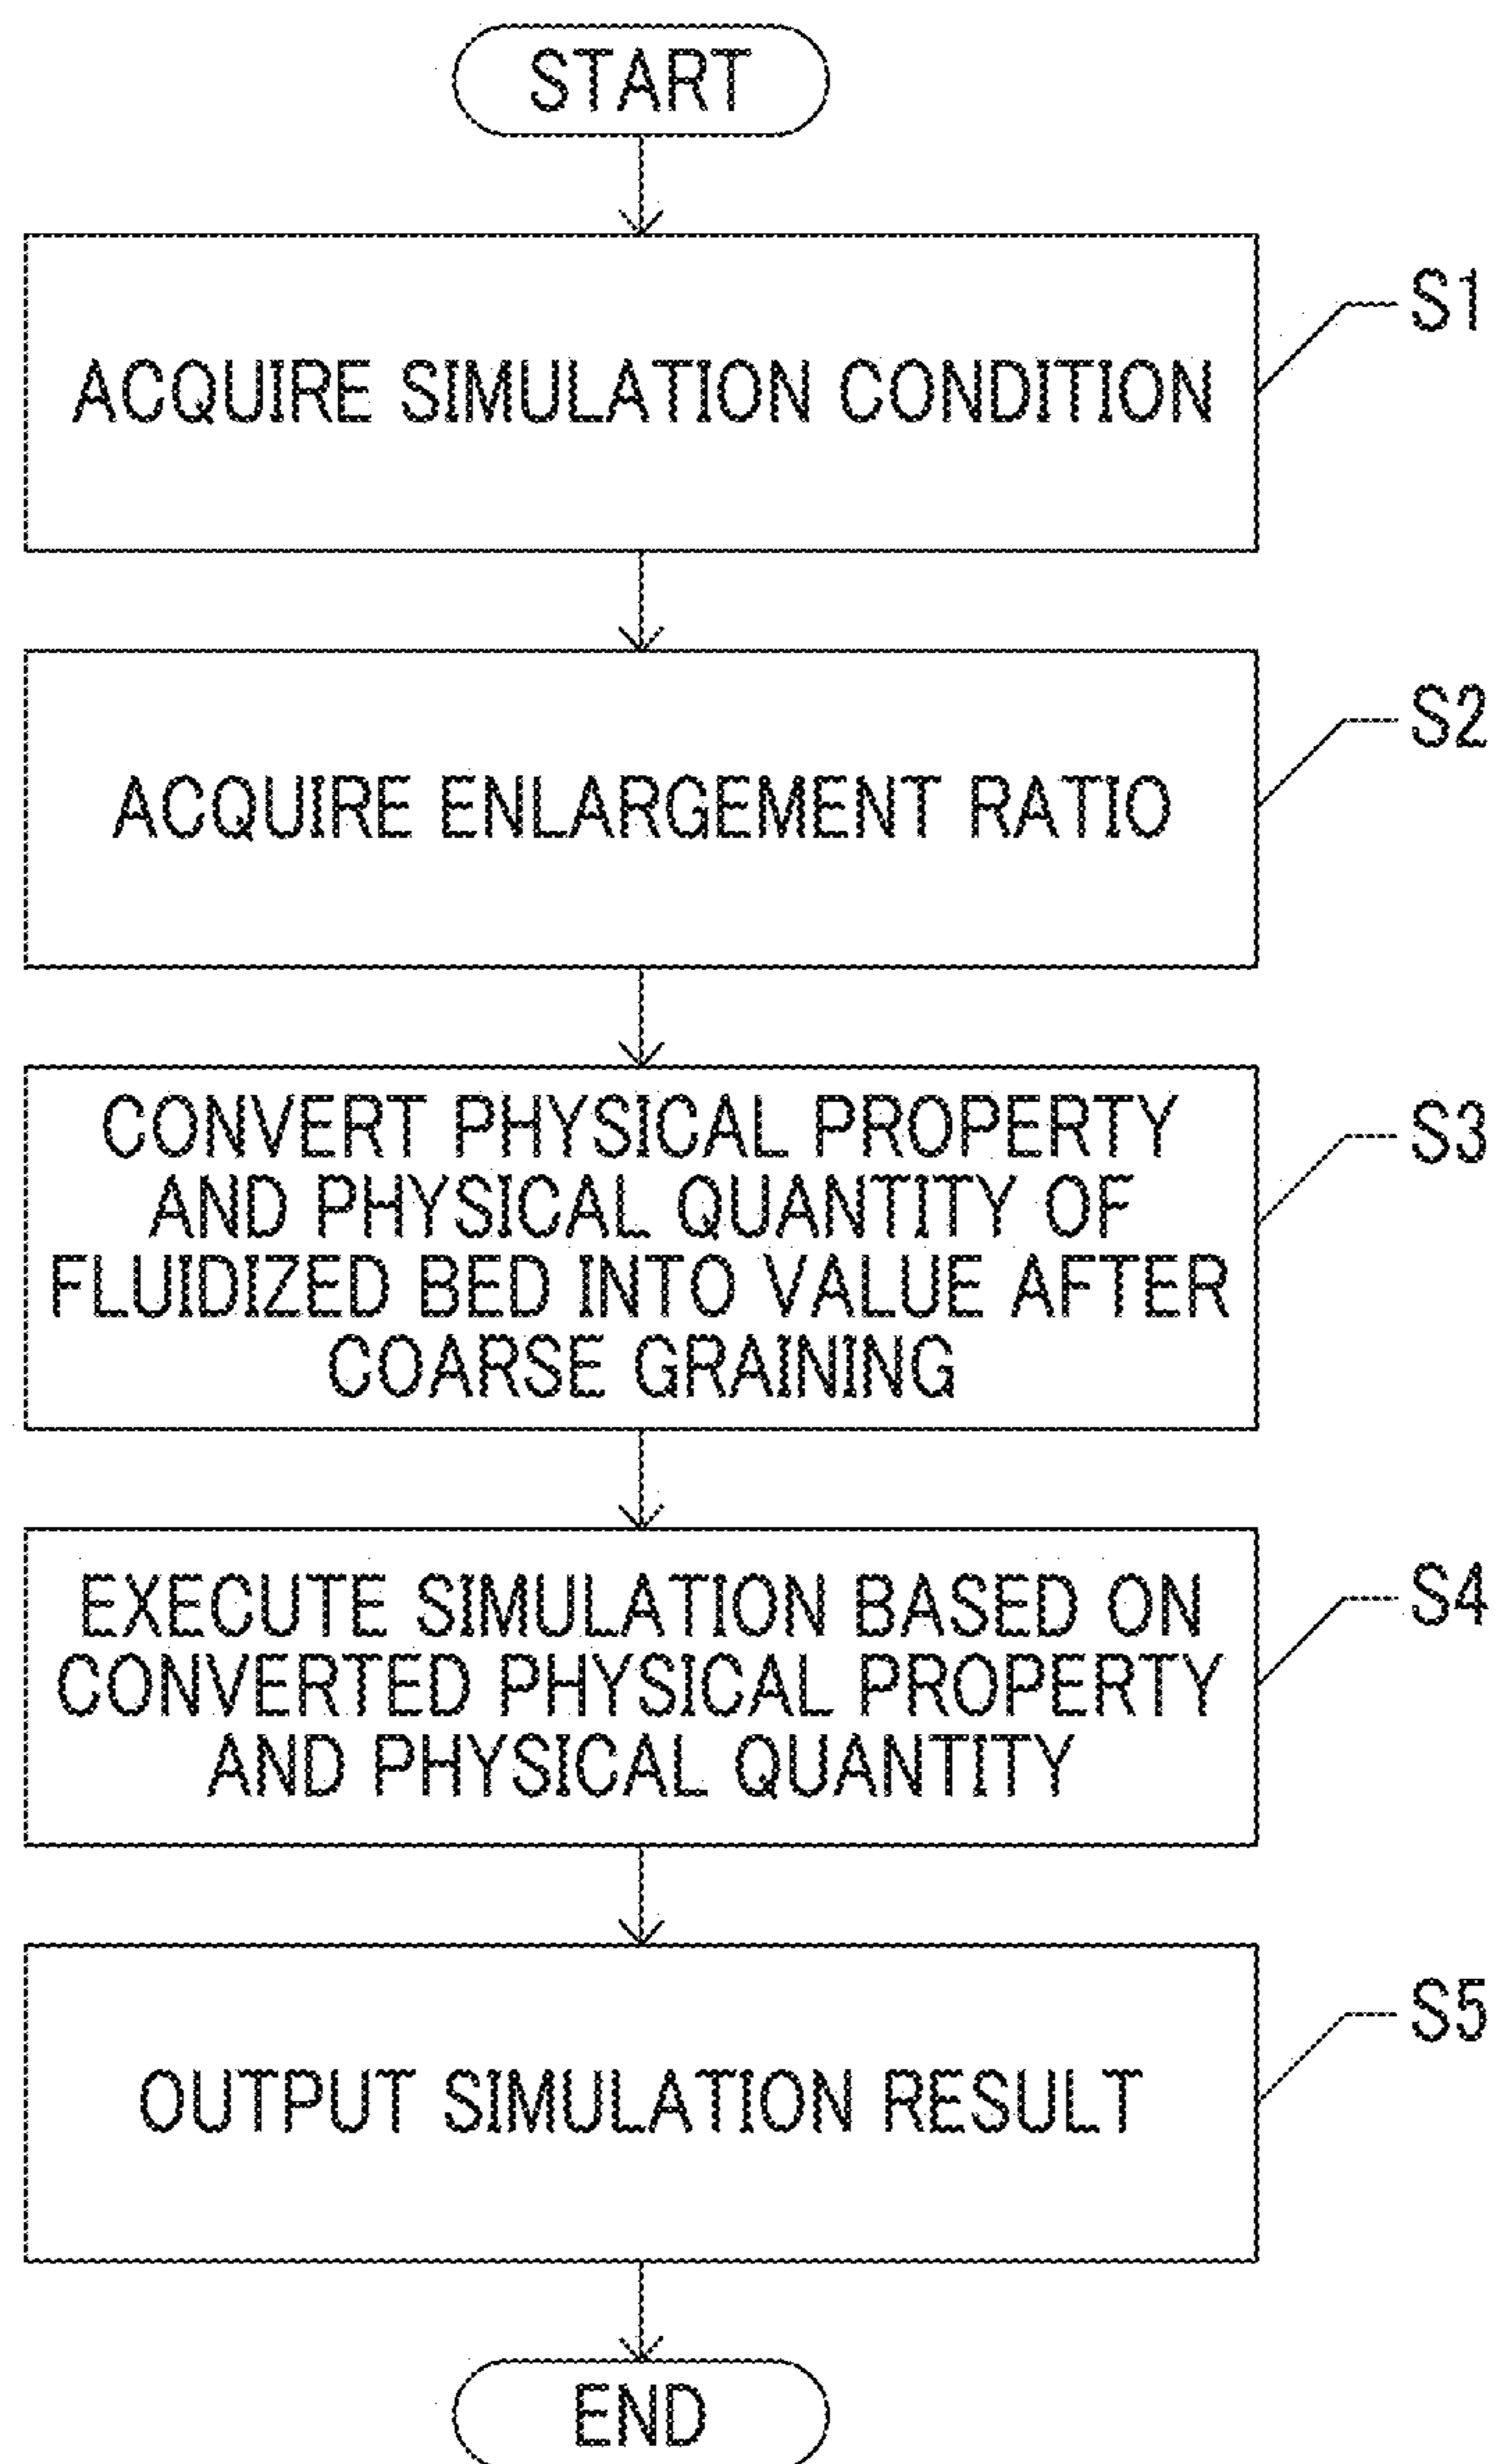 START
ACQUIRE SIMULATION CONDITION
S1
ACQUIRE ENLARGEMENT RATIO
S2
CONVERT PHYSICAL PROPERTY
AND PHYSICAL QUANTITY OF
FLUIDIZED BED INTO VALUE AFTER
COARSE GRAINING
S3
EXECUTE SIMULATION BASED ON
CONVERTED PHYSICAL PROPERTY
AND PHYSICAL QUANTITY
S4
OUTPUT SIMULATION RESULT
S5
END